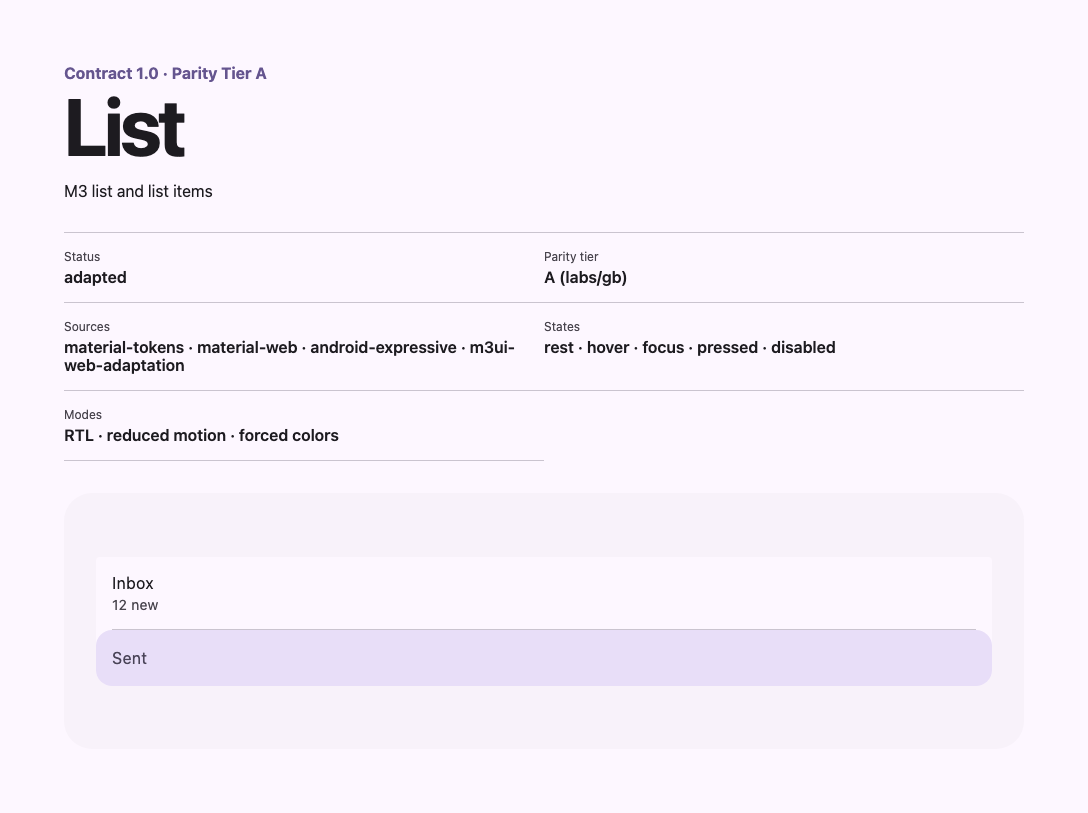 Contract 1.0 · Parity Tier A
List
M3 list and list items
Status
adapted
Parity tier
A (labs/gb)
Sources
material-tokens · material-web · android-expressive · m3ui-
web-adaptation
States
rest · hover · focus · pressed · disabled
Modes
RTL · reduced motion · forced colors
Inbox
12 new
Sent